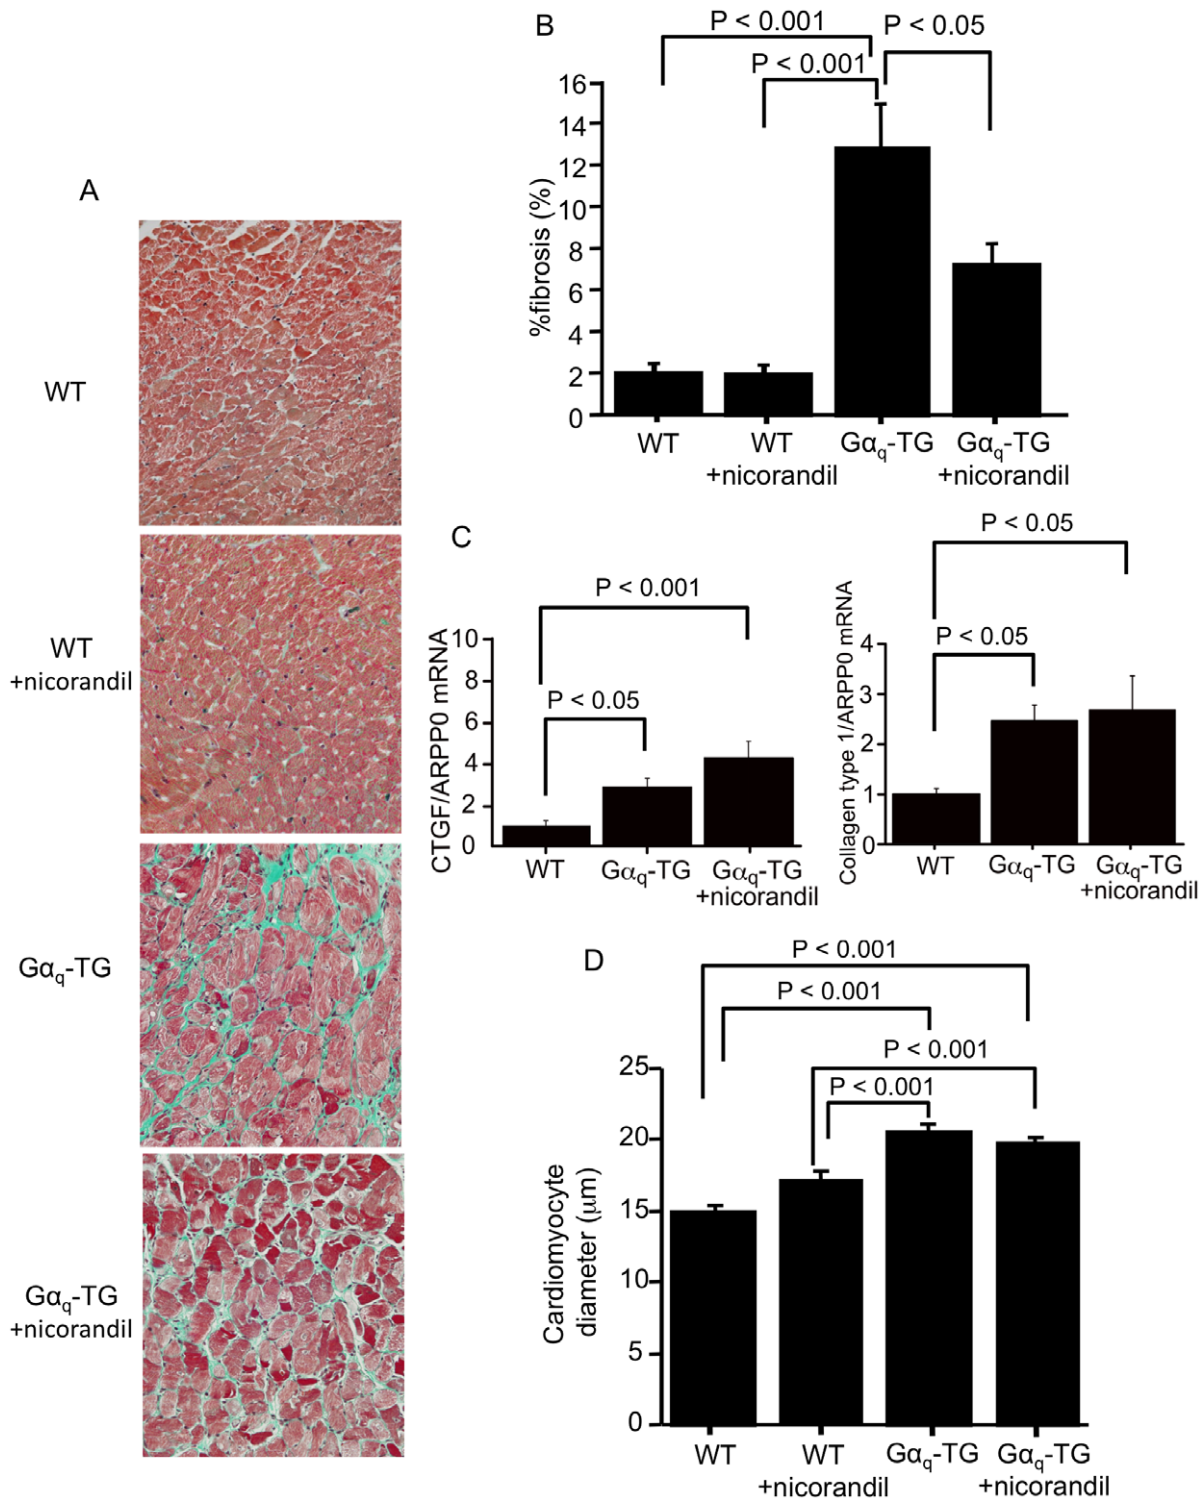 A
WT
WT
+nicorandil
Gαq-TG
Gαq-TG
+nicorandil
B
P < 0.001
P < 0.05
P < 0.001
%fibrosis (%)
16
14
12
10
8
6
4
2
0
WT
WT
+nicorandil
Gαq-TG
Gαq-TG
+nicorandil
C
P < 0.001
P < 0.05
CTGF/ARPP0 mRNA
10
8
6
4
2
0
WT
Gαq-TG
Gαq-TG
+nicorandil
P < 0.05
P < 0.05
Collagen type 1/ARPP0 mRNA
4
3
2
1
0
WT
Gαq-TG
Gαq-TG
+nicorandil
D
P < 0.001
P < 0.001
P < 0.001
P < 0.001
Cardiomyocyte
diameter (μm)
25
20
15
10
5
0
WT
WT
+nicorandil
Gαq-TG
Gαq-TG
+nicorandil